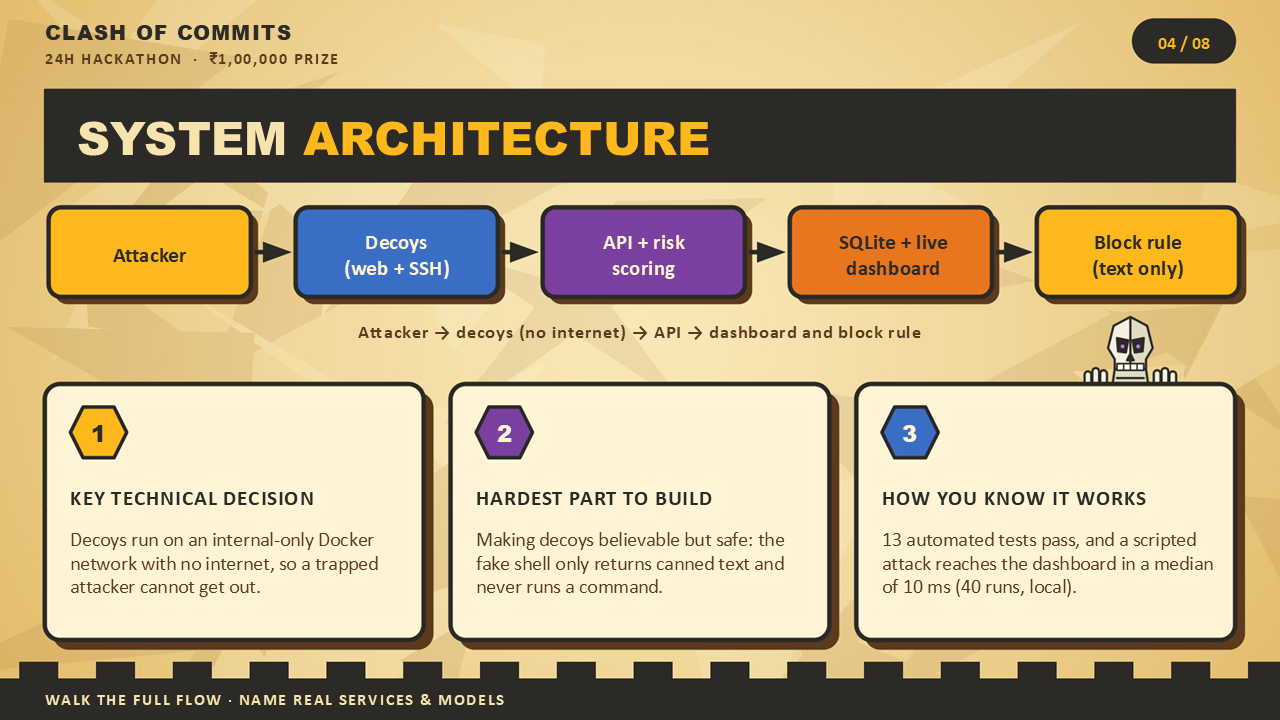 CLASH OF COMMITS
24H HACKATHON · ₹1,00,000 PRIZE
04 / 08
SYSTEM ARCHITECTURE
Attacker
Decoys
(web + SSH)
API + risk
scoring
SQLite + live
dashboard
Block rule
(text only)
Attacker → decoys (no internet) → API → dashboard and block rule
1
KEY TECHNICAL DECISION
Decoys run on an internal-only Docker
network with no internet, so a trapped
attacker cannot get out.
2
HARDEST PART TO BUILD
Making decoys believable but safe: the
fake shell only returns canned text and
never runs a command.
3
HOW YOU KNOW IT WORKS
13 automated tests pass, and a scripted
attack reaches the dashboard in a median
of 10 ms (40 runs, local).
WALK THE FULL FLOW · NAME REAL SERVICES & MODELS